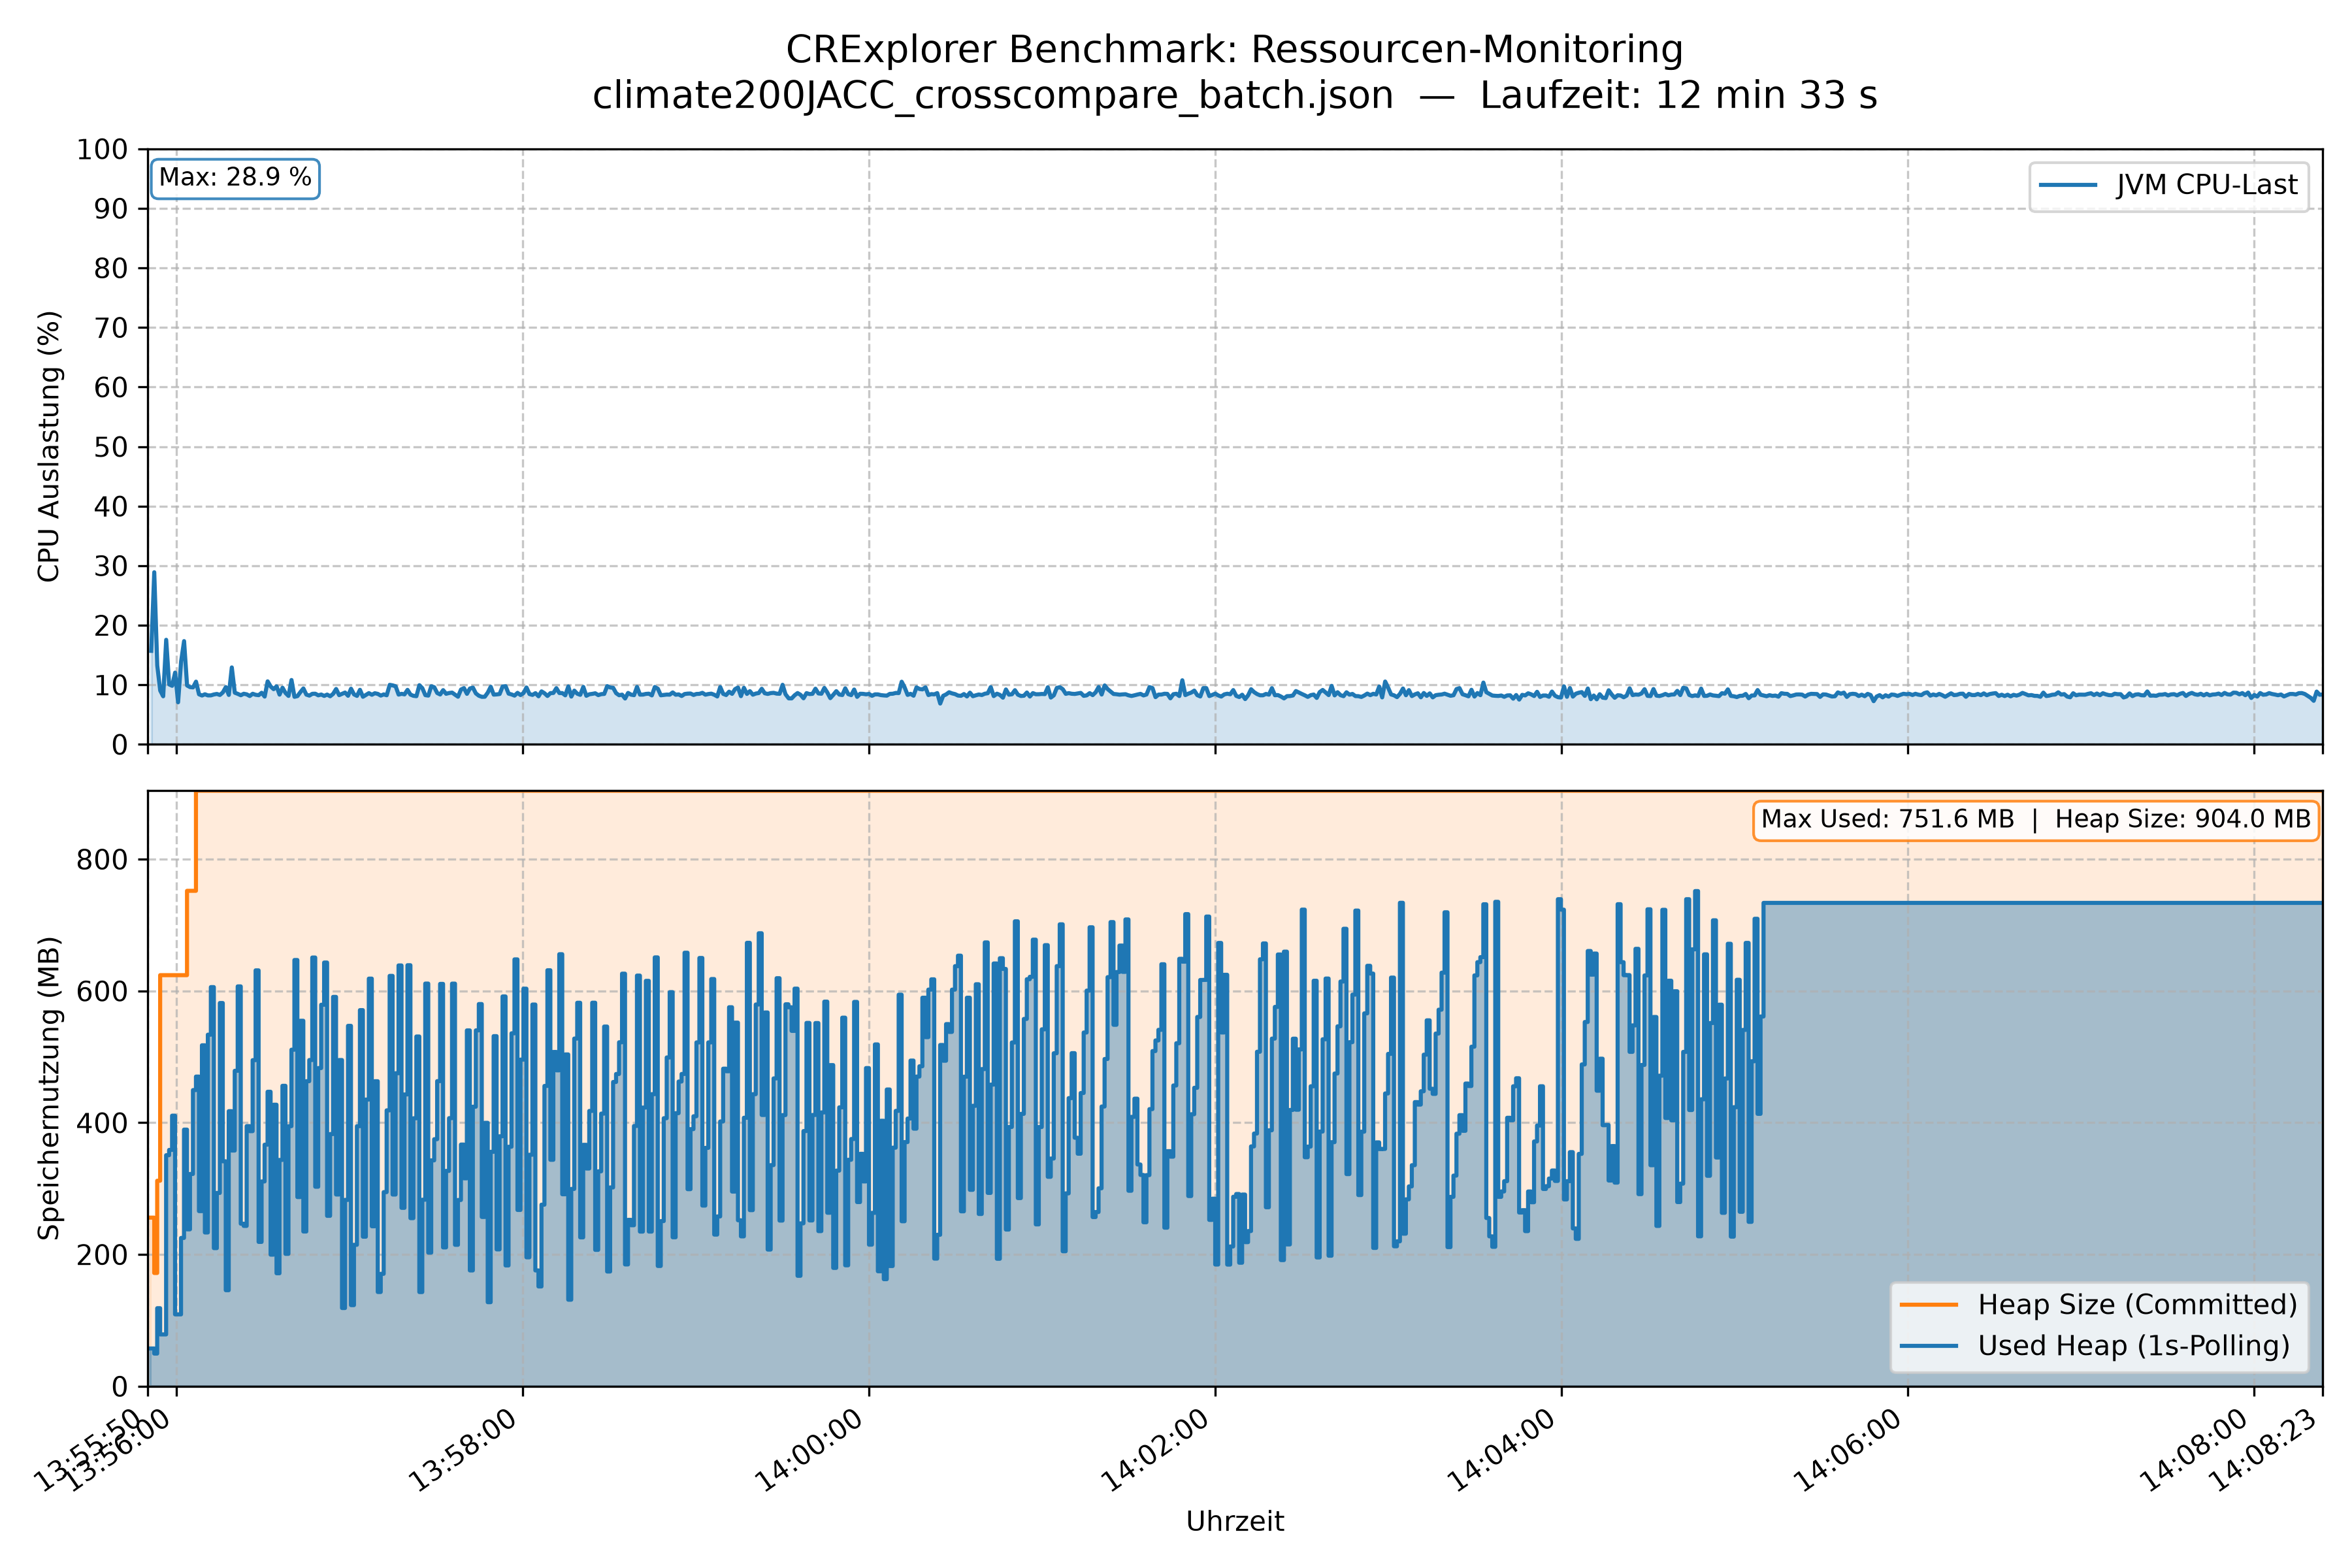 CRExplorer Benchmark: Ressourcen-Monitoring
climate200JACC_crosscompare_batch.json — Laufzeit: 12 min 33 s
100
90
80
70
60
50
40
30
20
10
0
CPU Auslastung (%)
Max: 28.9 %
JVM CPU-Last
800
600
400
200
0
Speichernutzung (MB)
Max Used: 751.6 MB | Heap Size: 904.0 MB
Heap Size (Committed)
Used Heap (1s-Polling)
13:55:50
13:56:00
13:58:00
14:00:00
14:02:00
14:04:00
14:06:00
14:08:00
14:08:23
Uhrzeit